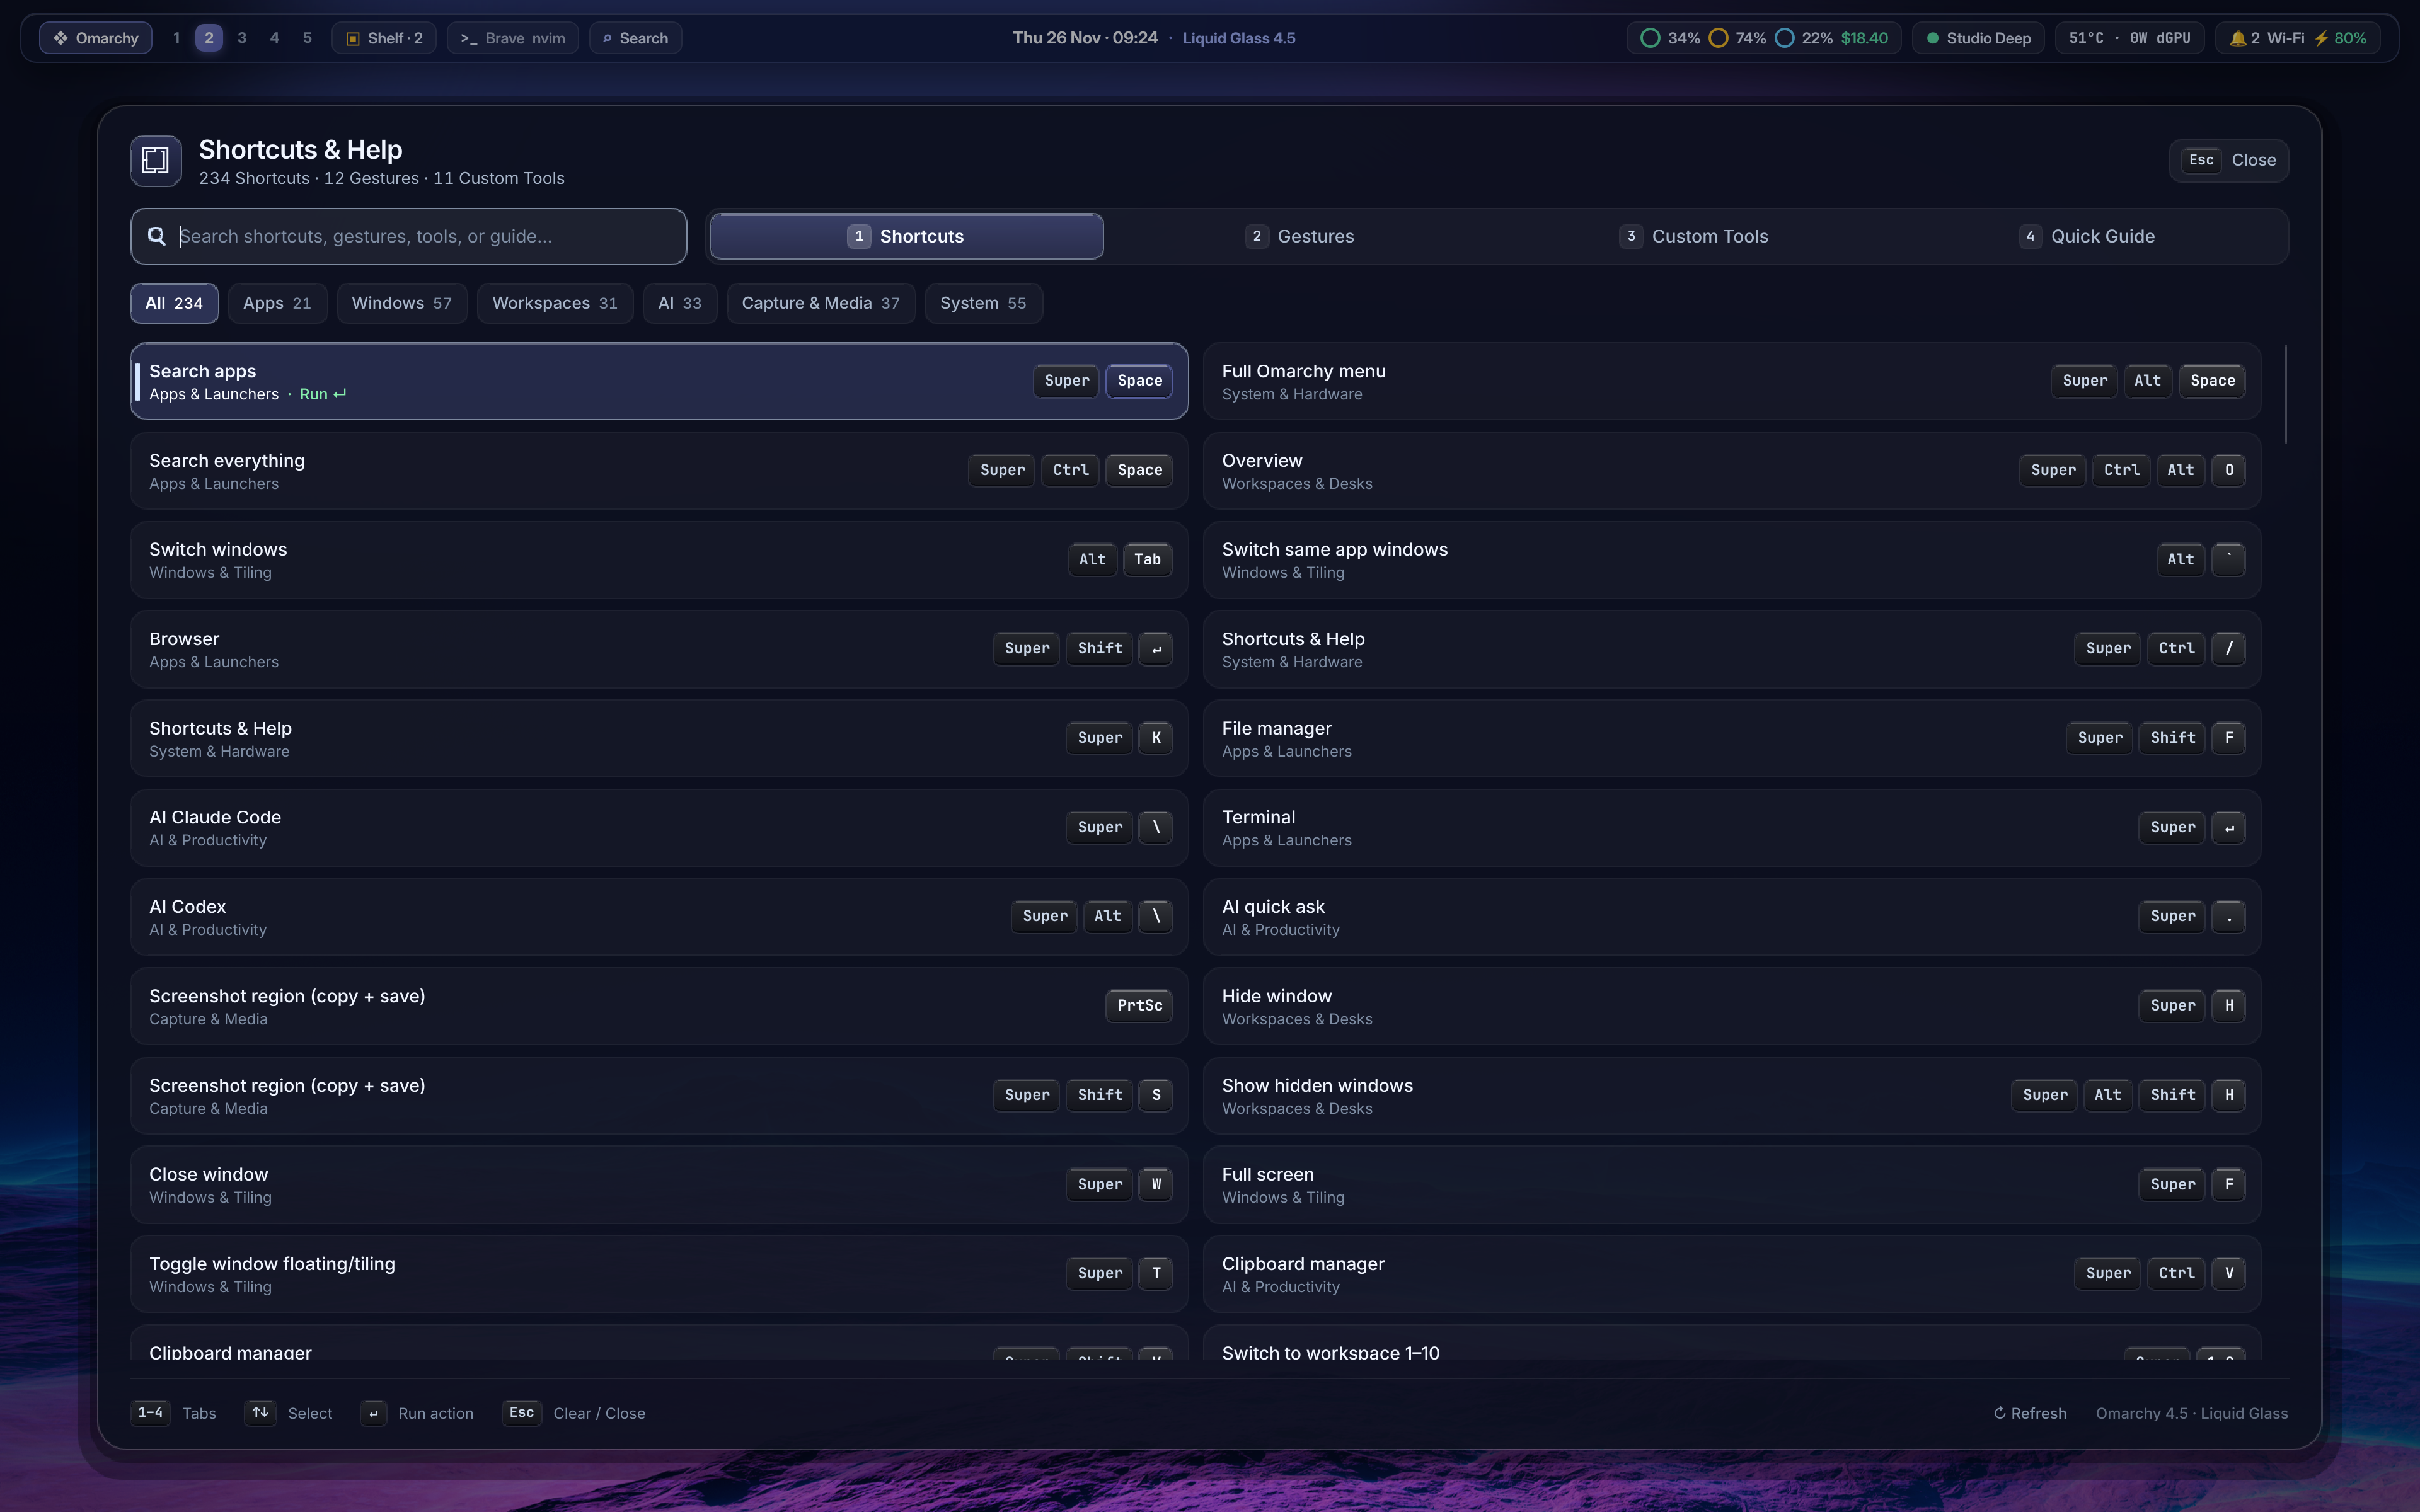 Omarchy 1 2 3 4 5 Shelf · 2 >_ Brave nvim Search Thu 26 Nov · 09:24 · Liquid Glass 4.5 34% 74% 22% $18.40 Studio Deep 51°C · 0W dGPU 2 Wi-Fi 80%
Shortcuts & Help
234 Shortcuts · 12 Gestures · 11 Custom Tools
Esc Close
Search shortcuts, gestures, tools, or guide...
1 Shortcuts 2 Gestures 3 Custom Tools 4 Quick Guide
All 234 Apps 21 Windows 57 Workspaces 31 AI 33 Capture & Media 37 System 55
Search apps Super Space
Apps & Launchers · Run ↵
Full Omarchy menu Super Alt Space
System & Hardware
Search everything Super Ctrl Space
Apps & Launchers
Overview Super Ctrl Alt O
Workspaces & Desks
Switch windows Alt Tab
Windows & Tiling
Switch same app windows Alt `
Windows & Tiling
Browser Super Shift ↵
Apps & Launchers
Shortcuts & Help Super Ctrl /
System & Hardware
Shortcuts & Help Super K
System & Hardware
File manager Super Shift F
Apps & Launchers
AI Claude Code Super \
AI & Productivity
Terminal Super ↵
Apps & Launchers
AI Codex Super Alt \
AI & Productivity
AI quick ask Super .
AI & Productivity
Screenshot region (copy + save) PrtSc
Capture & Media
Hide window Super H
Workspaces & Desks
Screenshot region (copy + save) Super Shift S
Capture & Media
Show hidden windows Super Alt Shift H
Workspaces & Desks
Close window Super W
Windows & Tiling
Full screen Super F
Windows & Tiling
Toggle window floating/tiling Super T
Windows & Tiling
Clipboard manager Super Ctrl V
AI & Productivity
Clipboard manager Super Shift
Switch to workspace 1–10 Super
1–4 Tabs ↑↓ Select ↵ Run action Esc Clear / Close ↻ Refresh Omarchy 4.5 · Liquid Glass